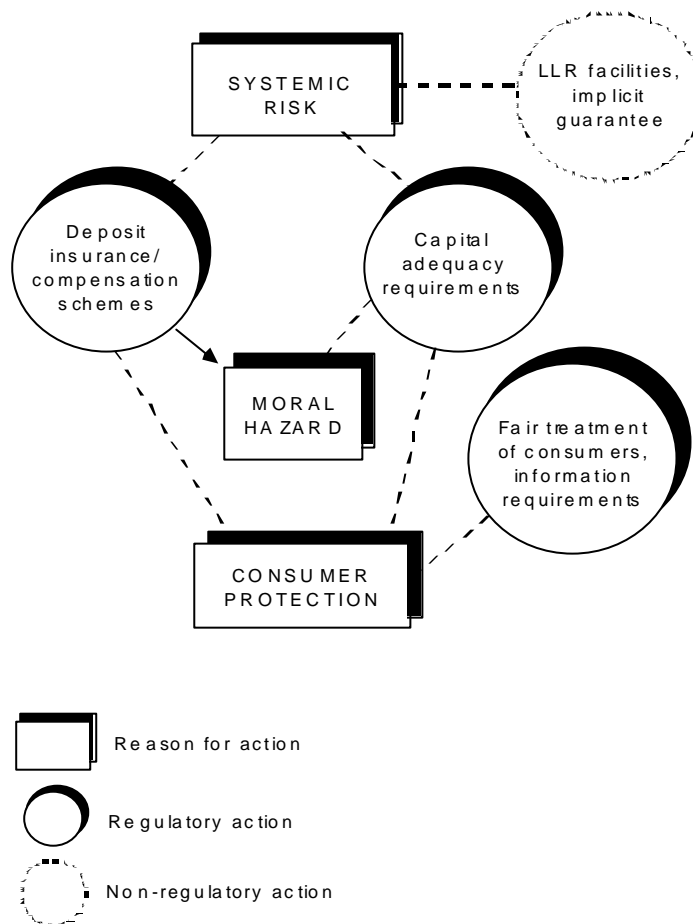 SYSTEMIC
RISK
LLR facilities,
implicit
guarantee
Deposit
insurance/
compensation
schemes
Capital
adequacy
requirements
MORAL
HAZARD
Fair treatment
of consumers,
information
requirements
CONSUMER
PROTECTION
Reason for action
Regulatory action
Non-regulatory action